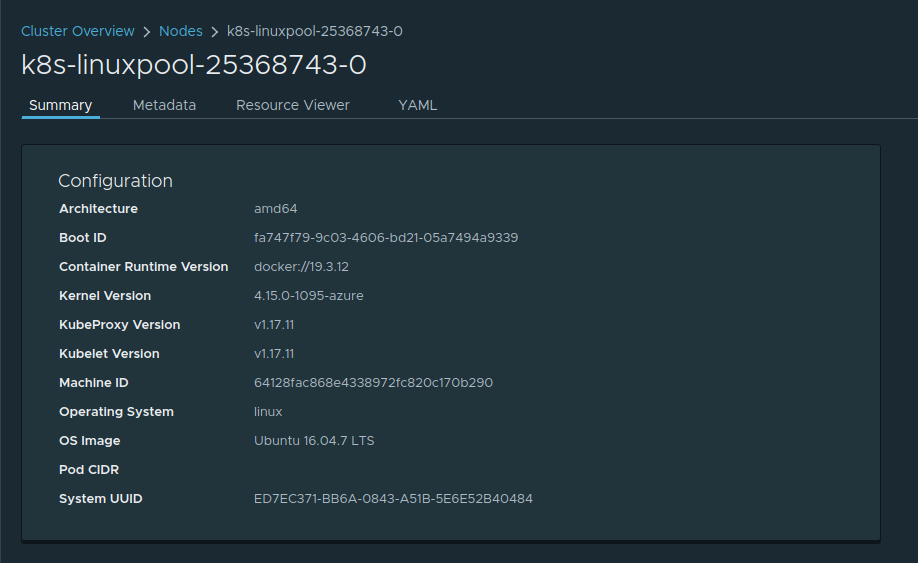 Cluster Overview > Nodes > k8s-linuxpool-25368743-0
k8s-linuxpool-25368743-0
Summary Metadata Resource Viewer YAML
Configuration
Architecture amd64
Boot ID fa747f79-9c03-4606-bd21-05a7494a9339
Container Runtime Version docker://19.3.12
Kernel Version 4.15.0-1095-azure
KubeProxy Version v1.17.11
Kubelet Version v1.17.11
Machine ID 64128fac868e4338972fc820c170b290
Operating System linux
OS Image Ubuntu 16.04.7 LTS
Pod CIDR
System UUID ED7EC371-BB6A-0843-A51B-5E6E52B40484